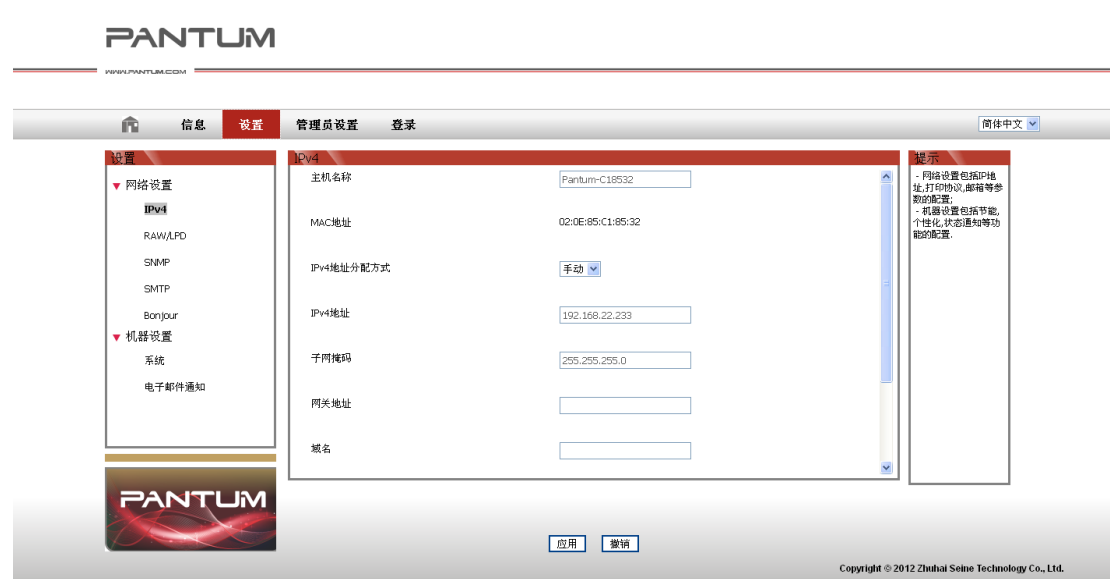 PANTUM
WWW.PANTUM.COM
信息 设置 管理员设置 登录 简体中文
设置
网络设置
IPv4
RAW/LPD
SNMP
SMTP
Bonjour
机器设置
系统
电子邮件通知
IPv4
主机名称 Pantum-C18532
MAC地址 02:0E:85:C1:85:32
IPv4地址分配方式 手动
IPv4地址 192.168.22.233
子网掩码 255.255.255.0
网关地址
域名
提示
- 网络设置包括IP地
址,打印协议,邮箱等参
数的配置;
- 机器设置包括节能,
个性化,状态通知等功
能的配置.
PANTUM
应用 撤销
Copyright © 2012 Zhuhai Seine Technology Co., Ltd.